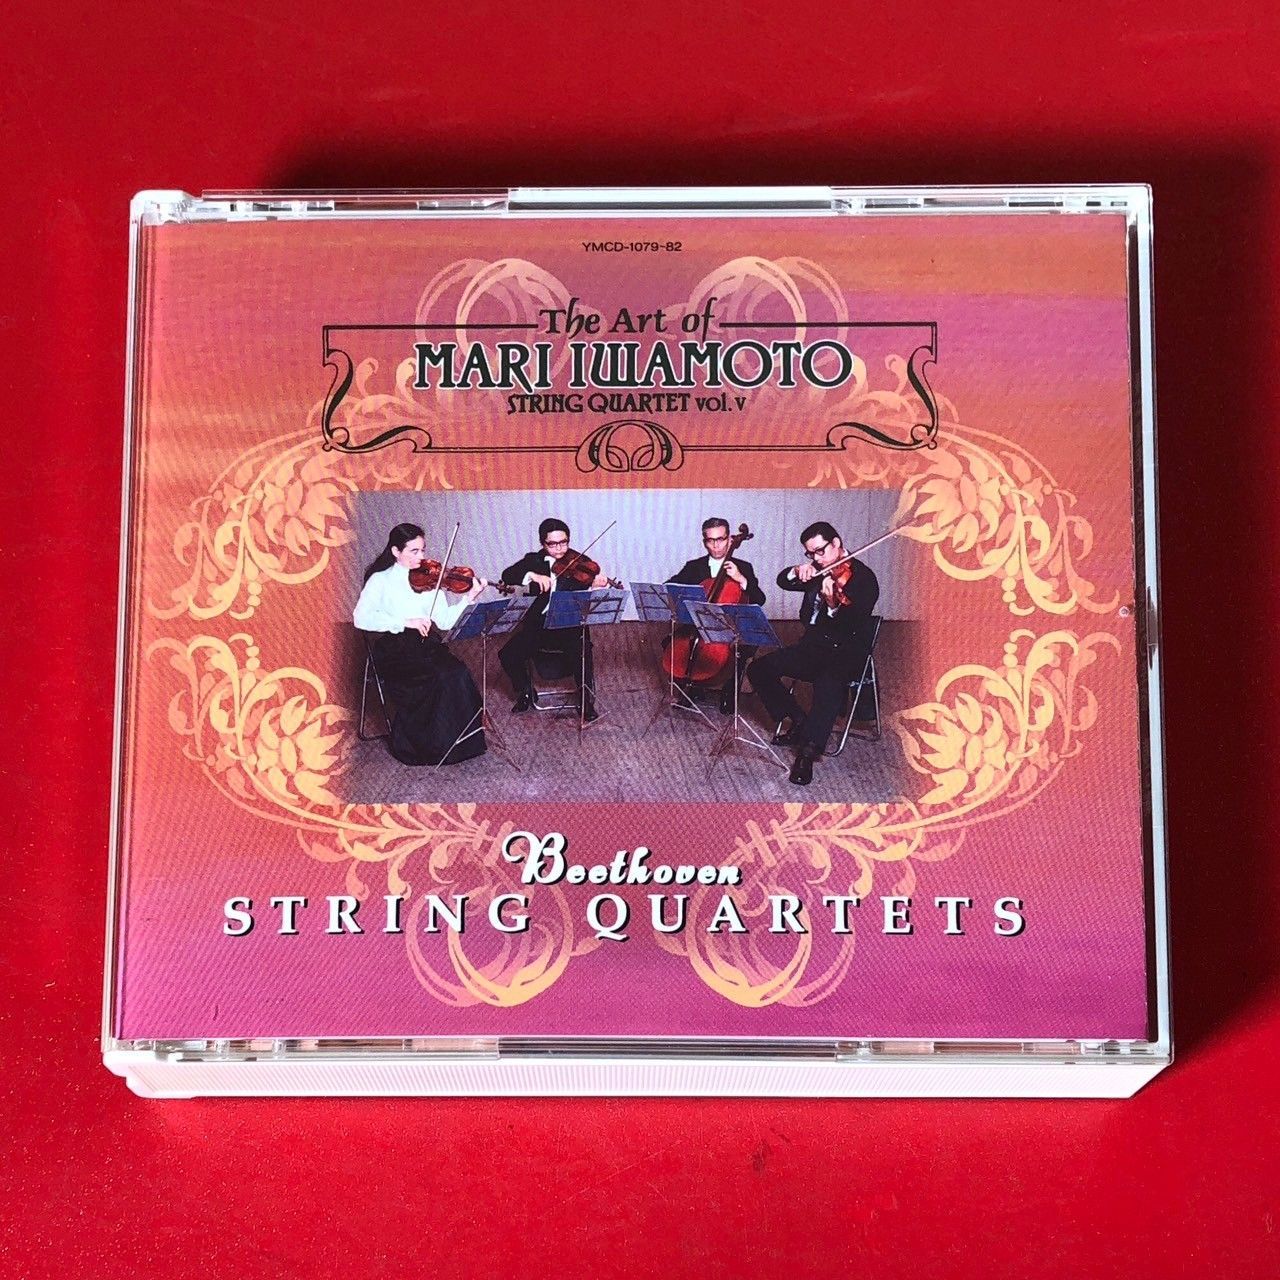 YMCD-1079~82
The Art of
MARI IWAMOTO
STRING QUARTET vol. V
Beethoven
STRING QUARTETS